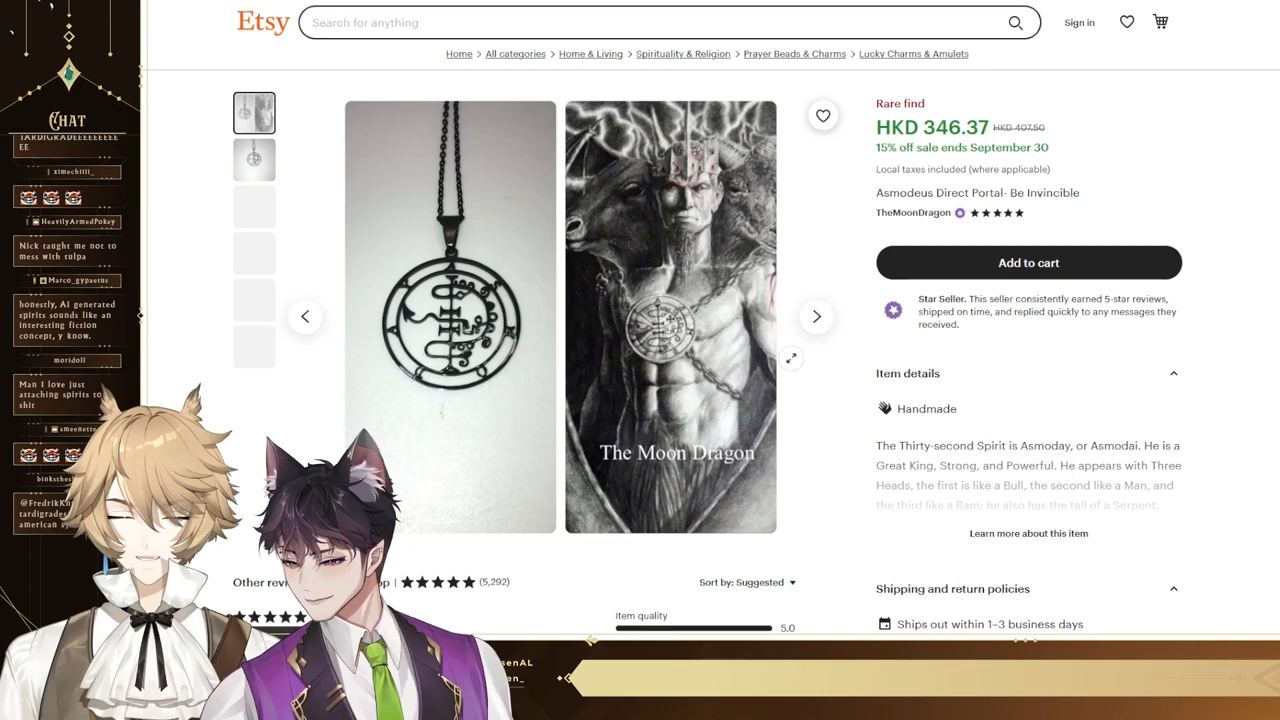 Etsy
Search for anything
Sign in
Home > All categories > Home & Living > Spirituality & Religion > Prayer Beads & Charms > Lucky Charms & Amulets
Chat
TARDIGRADEEEEEEEE
EE
ximechiiii_
HeavilyArmedPokey
Nick taught me not to
mess with tulpa
Marco_gypaetus
honestly, AI generated
spirits sounds like an
interesting fiction
concept, y know.
moridoll
Man I love just
attaching spirits to
shit
tardigrades
american
The Moon Dragon
Rare find
HKD 346.37 HKD 407.50
15% off sale ends September 30
Local taxes included (where applicable)
Asmodeus Direct Portal- Be Invincible
TheMoonDragon
Add to cart
Star Seller. This seller consistently earned 5-star reviews,
shipped on time, and replied quickly to any messages they
received.
Item details
Handmade
The Thirty-second Spirit is Asmoday, or Asmodai. He is a
Great King, Strong, and Powerful. He appears with Three
Heads, the first is like a Bull, the second like a Man, and
the third like a Ram; he also has the tail of a Serpent,
Learn more about this item
Other | (5,292)
Sort by: Suggested
Item quality
5.0
Shipping and return policies
Ships out within 1–3 business days